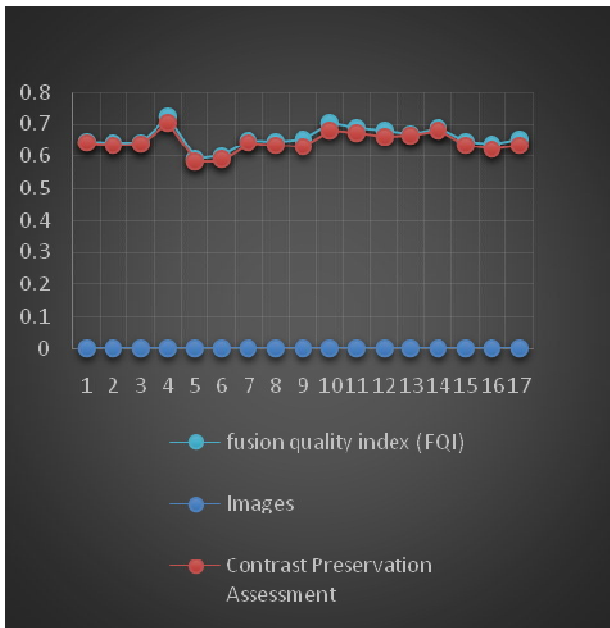 0.8
0.7
0.6
0.5
0.4
0.3
0.2
0.1
0
1 2 3 4 5 6 7 8 9 10 11 12 13 14 15 16 17
fusion quality index (FQI)
Images
Contrast Preservation
Assessment